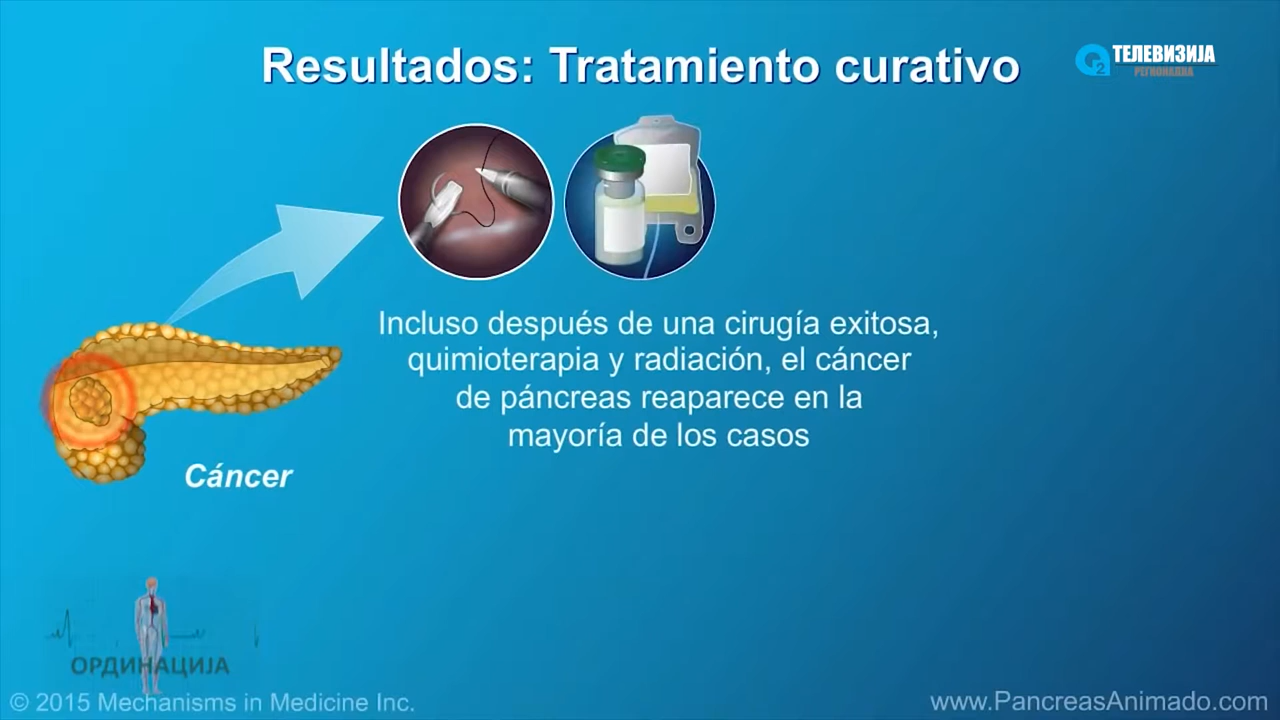 Resultados: Tratamiento curativo
О2 ТЕЛЕВИЗИЈА
РЕГИОНАЛНА
Incluso después de una cirugía exitosa,
quimioterapia y radiación, el cáncer
de páncreas reaparece en la
mayoría de los casos
Cáncer
ОРДИНАЦИЈА
© 2015 Mechanisms in Medicine Inc.
www.PancreasAnimado.com